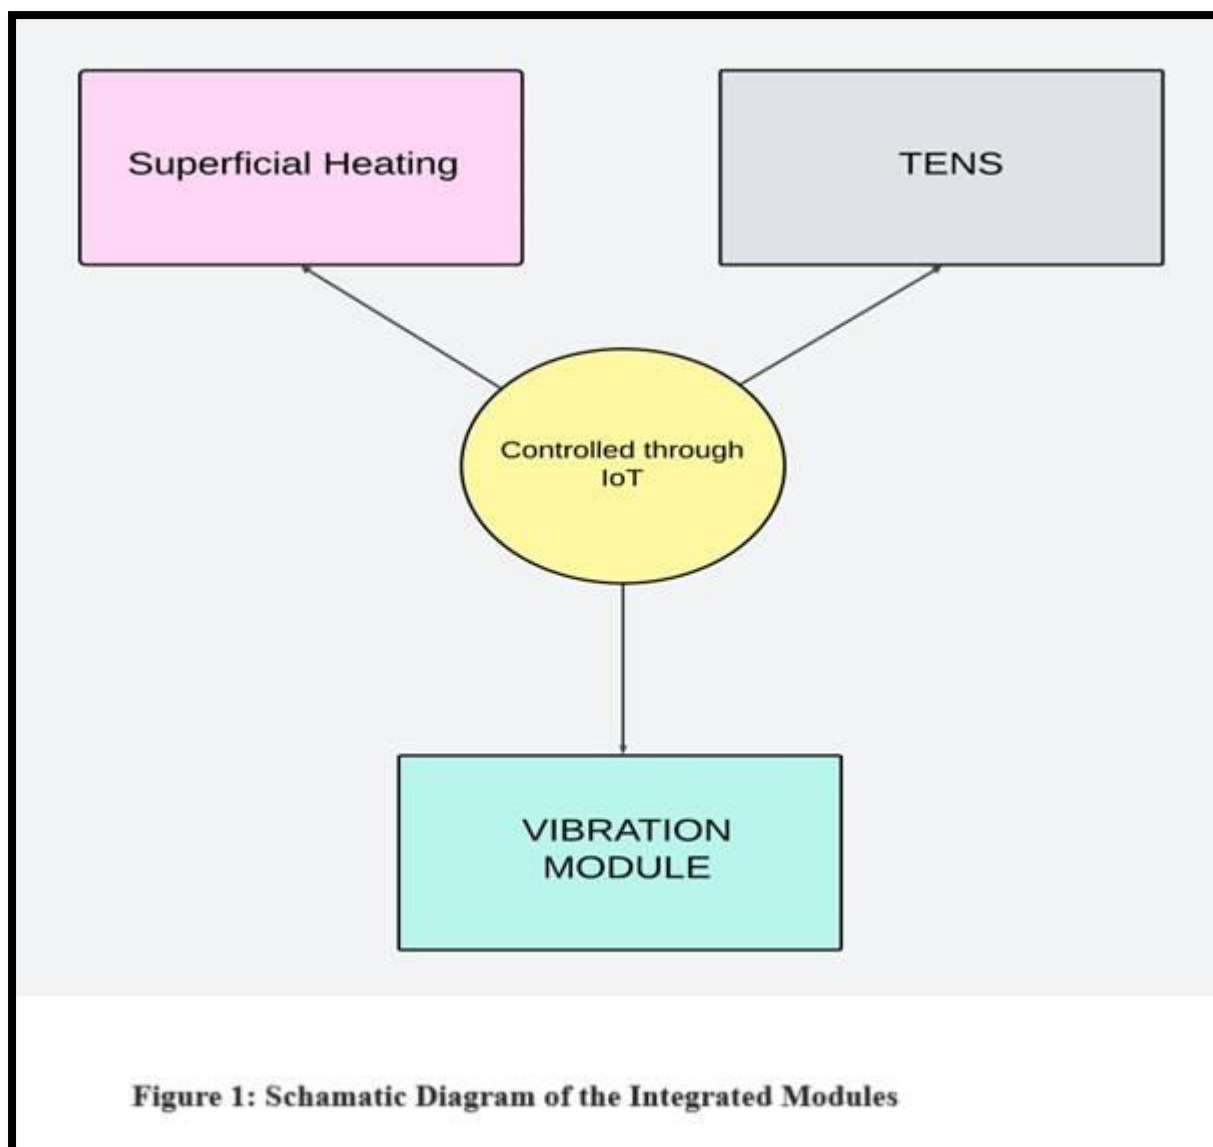 Superficial Heating
TENS
Controlled through
IoT
VIBRATION
MODULE
Figure 1: Schamatic Diagram of the Integrated Modules